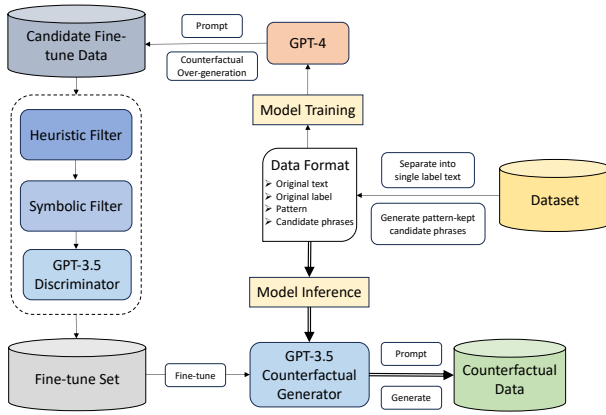 Candidate Fine-
tune Data
Prompt
Counterfactual
Over-generation
GPT-4
Model Training
Heuristic Filter
Symbolic Filter
GPT-3.5
Discriminator
Data Format
➢ Original text
➢ Original label
➢ Pattern
➢ Candidate phrases
Separate into
single label text
Generate pattern-kept
candidate phrases
Dataset
Model Inference
Fine-tune Set
Fine-tune
GPT-3.5
Counterfactual
Generator
Prompt
Generate
Counterfactual
Data